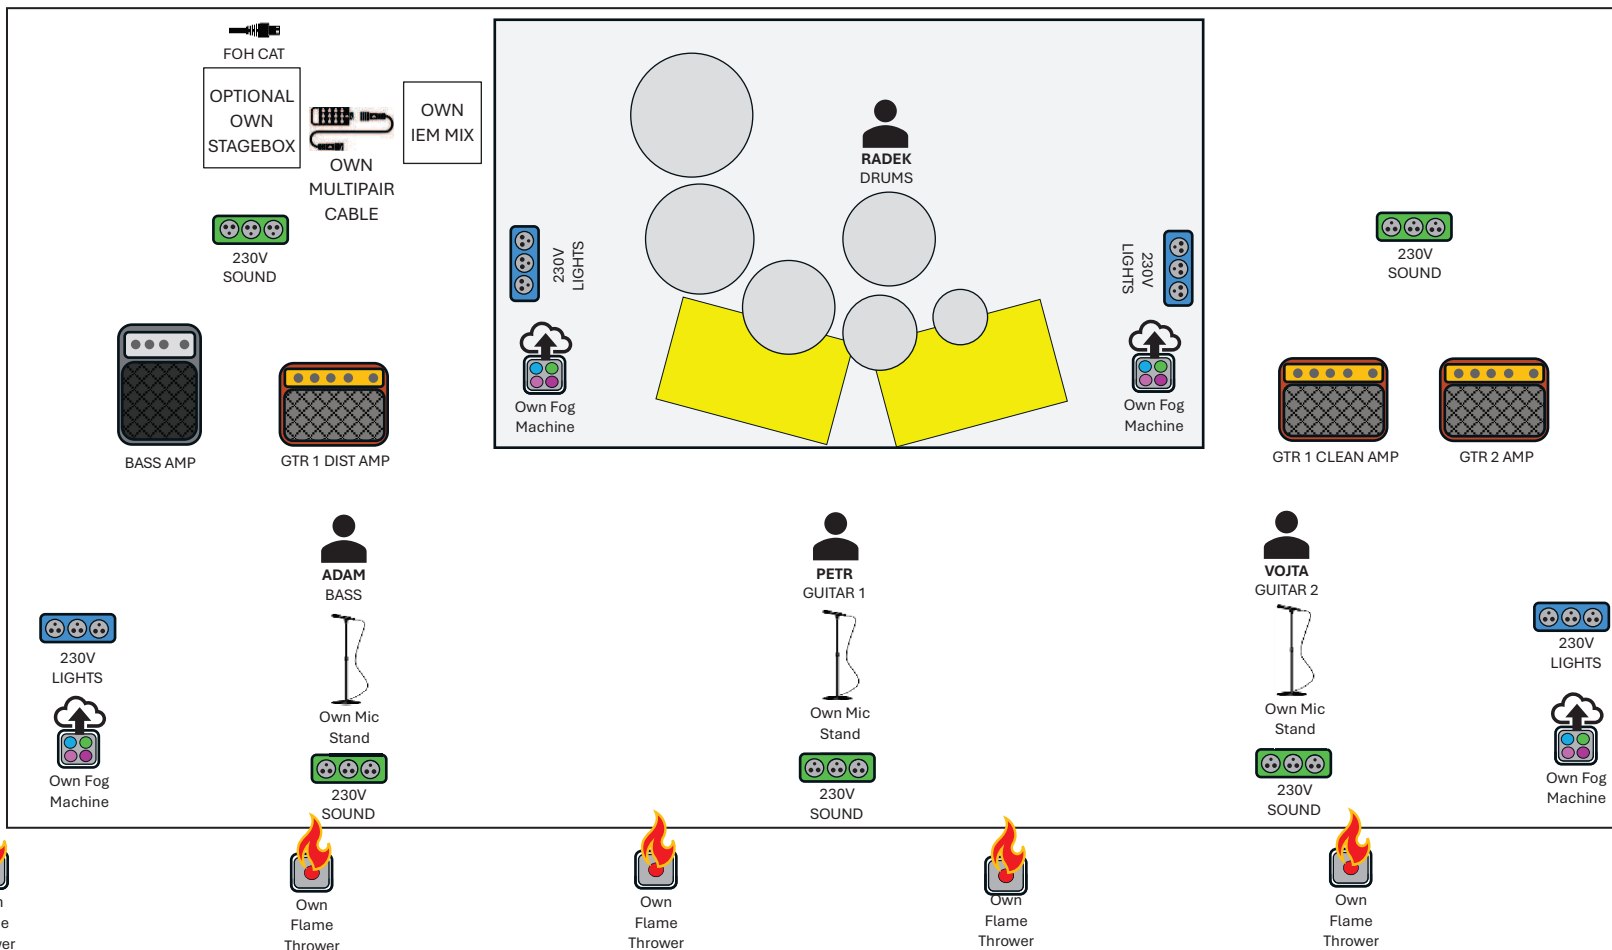 FOH CAT
OPTIONAL
OWN
STAGEBOX
OWN
MULTIPAIR
CABLE
OWN
IEM MIX
RADEK
DRUMS
230V
SOUND
230V
LIGHTS
230V
LIGHTS
230V
SOUND
Own Fog
Machine
Own Fog
Machine
BASS AMP
GTR 1 DIST AMP
GTR 1 CLEAN AMP
GTR 2 AMP
ADAM
BASS
PETR
GUITAR 1
VOJTA
GUITAR 2
230V
LIGHTS
230V
LIGHTS
Own Mic
Stand
Own Mic
Stand
Own Mic
Stand
Own Fog
Machine
Own Fog
Machine
230V
SOUND
230V
SOUND
230V
SOUND
Own
Flame
Thrower
Own
Flame
Thrower
Own
Flame
Thrower
Own
Flame
Thrower